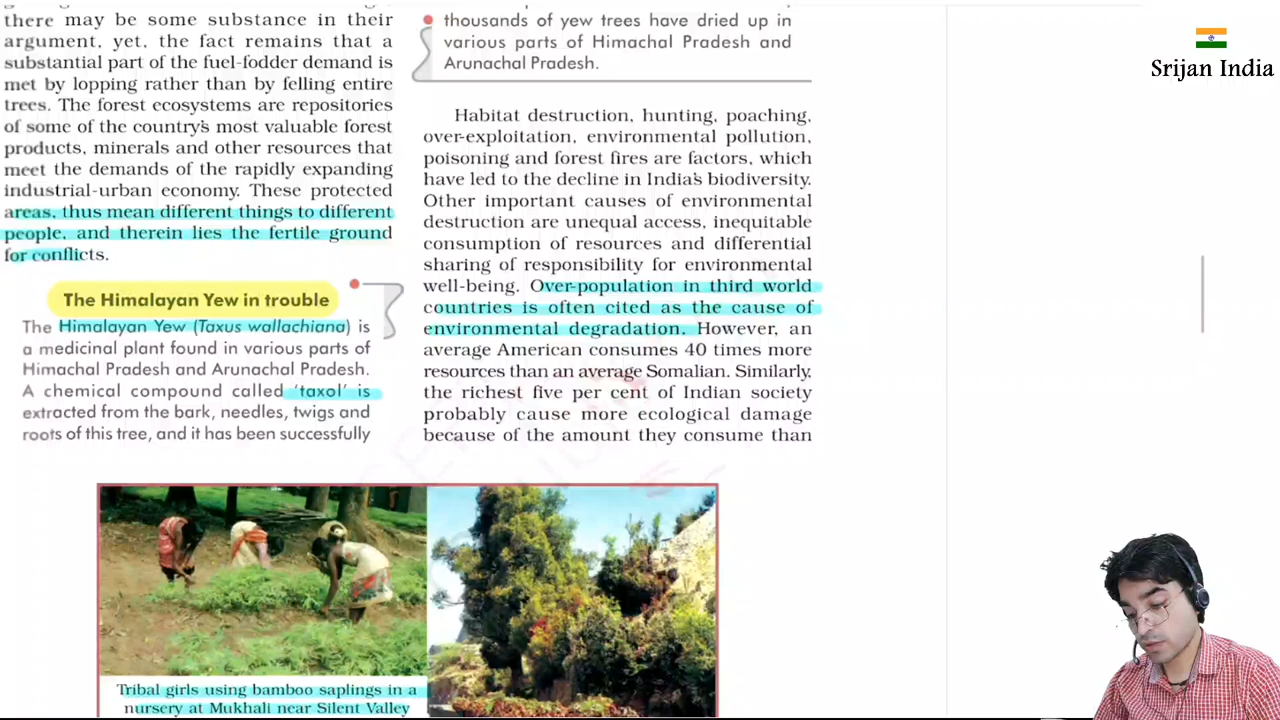 there may be some substance in their
argument, yet, the fact remains that a
substantial part of the fuel-fodder demand is
met by lopping rather than by felling entire
trees. The forest ecosystems are repositories
of some of the country's most valuable forest
products, minerals and other resources that
meet the demands of the rapidly expanding
industrial-urban economy. These protected
areas, thus mean different things to different
people, and therein lies the fertile ground
for conflicts.
The Himalayan Yew in trouble
The Himalayan Yew (Taxus wallachiana) is
a medicinal plant found in various parts of
Himachal Pradesh and Arunachal Pradesh.
A chemical compound called ‘taxol’ is
extracted from the bark, needles, twigs and
roots of this tree, and it has been successfully
thousands of yew trees have dried up in
various parts of Himachal Pradesh and
Arunachal Pradesh.
Habitat destruction, hunting, poaching,
over-exploitation, environmental pollution,
poisoning and forest fires are factors, which
have led to the decline in India's biodiversity.
Other important causes of environmental
destruction are unequal access, inequitable
consumption of resources and differential
sharing of responsibility for environmental
well-being. Over-population in third world
countries is often cited as the cause of
environmental degradation. However, an
average American consumes 40 times more
resources than an average Somalian. Similarly,
the richest five per cent of Indian society
probably cause more ecological damage
because of the amount they consume than
Tribal girls using bamboo saplings in a
nursery at Mukhali near Silent Valley
Srijan India